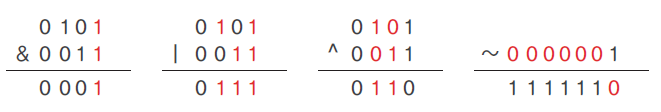 0 1 0 1
& 0 0 1 1
0 0 0 1
0 1 0 1
| 0 0 1 1
0 1 1 1
0 1 0 1
^ 0 0 1 1
0 1 1 0
~ 0 0 0 0 0 0 1
1 1 1 1 1 1 0